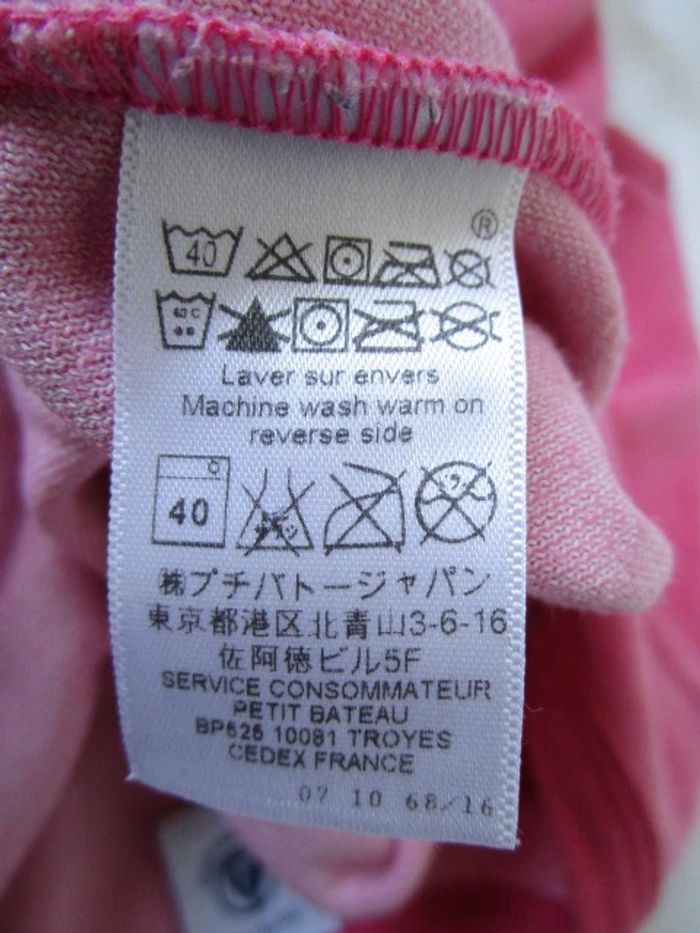 ®
40
40 C
Laver sur envers
Machine wash warm on
reverse side
40
㈱プチバトージャパン
東京都港区北青山3-6-16
佐阿徳ビル5F
SERVICE CONSOMMATEUR
PETIT BATEAU
BP525 10081 TROYES
CEDEX FRANCE
07 10 68/16